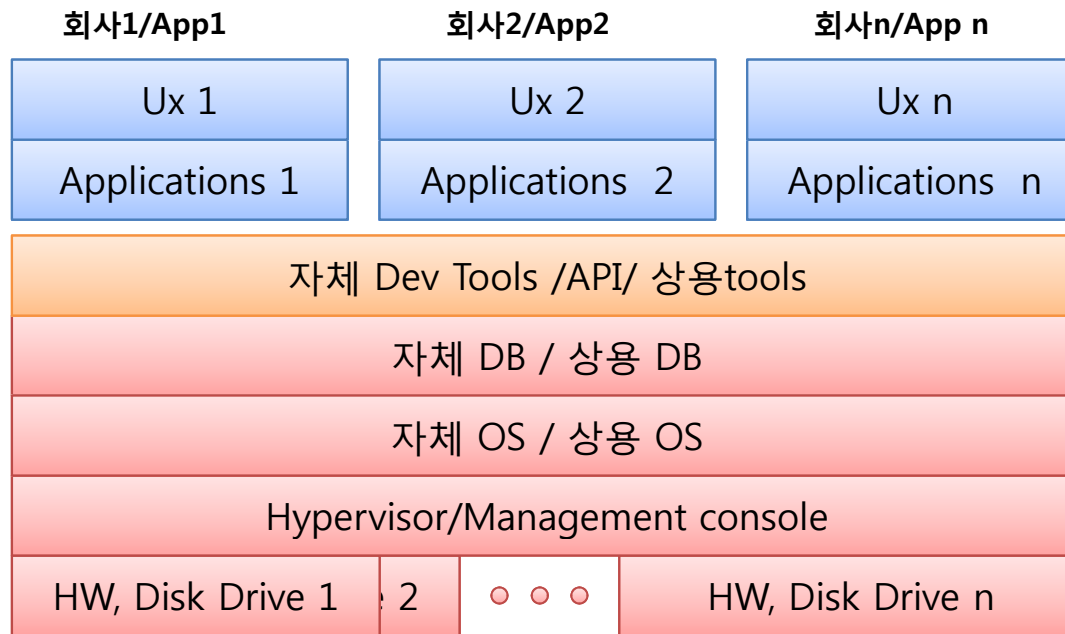 회사1/App1 회사2/App2 회사n/App n
Ux 1 Ux 2 Ux n
Applications 1 Applications 2 Applications n
자체 Dev Tools /API/ 상용tools
자체 DB / 상용 DB
자체 OS / 상용 OS
Hypervisor/Management console
HW, Disk Drive 1 2 HW, Disk Drive n